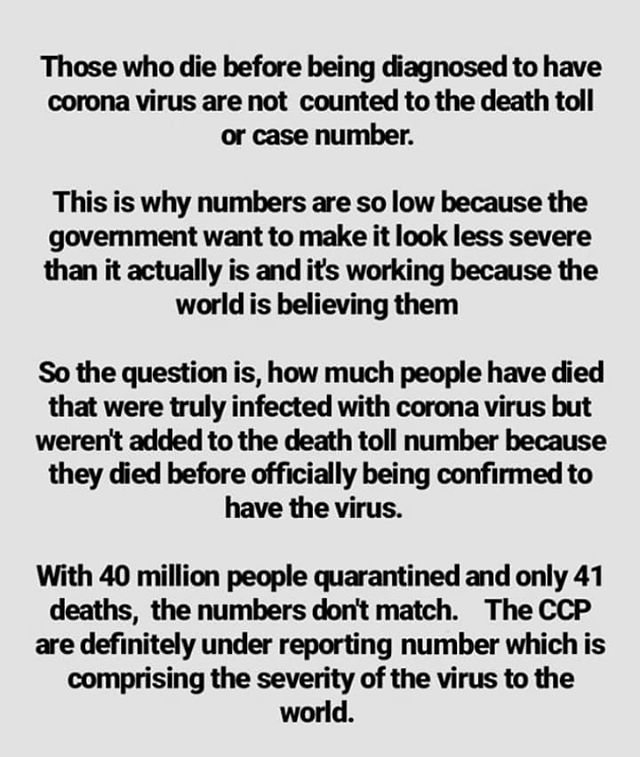 Those who die before being diagnosed to have
corona virus are not counted to the death toll
or case number.
This is why numbers are so low because the
government want to make it look less severe
than it actually is and it's working because the
world is believing them
So the question is, how much people have died
that were truly infected with corona virus but
weren't added to the death toll number because
they died before officially being confirmed to
have the virus.
With 40 million people quarantined and only 41
deaths, the numbers don't match. The CCP
are definitely under reporting number which is
comprising the severity of the virus to the
world.